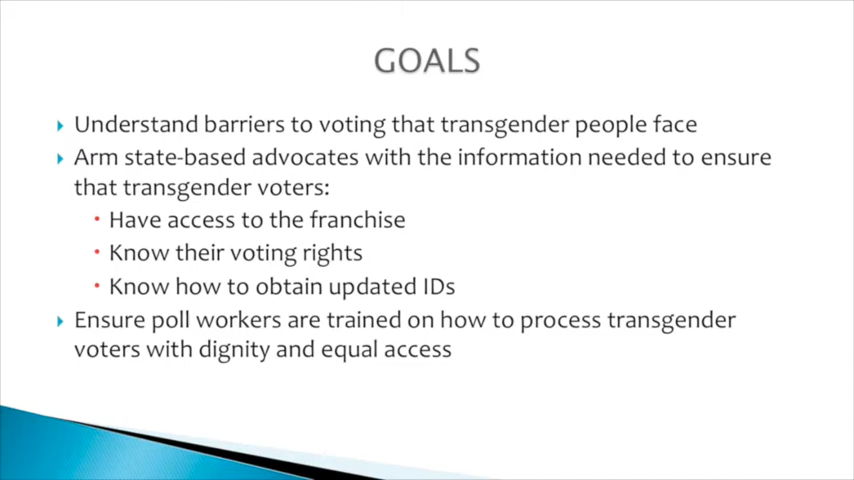 GOALS
Understand barriers to voting that transgender people face
Arm state-based advocates with the information needed to ensure
that transgender voters:
Have access to the franchise
Know their voting rights
Know how to obtain updated IDs
Ensure poll workers are trained on how to process transgender
voters with dignity and equal access